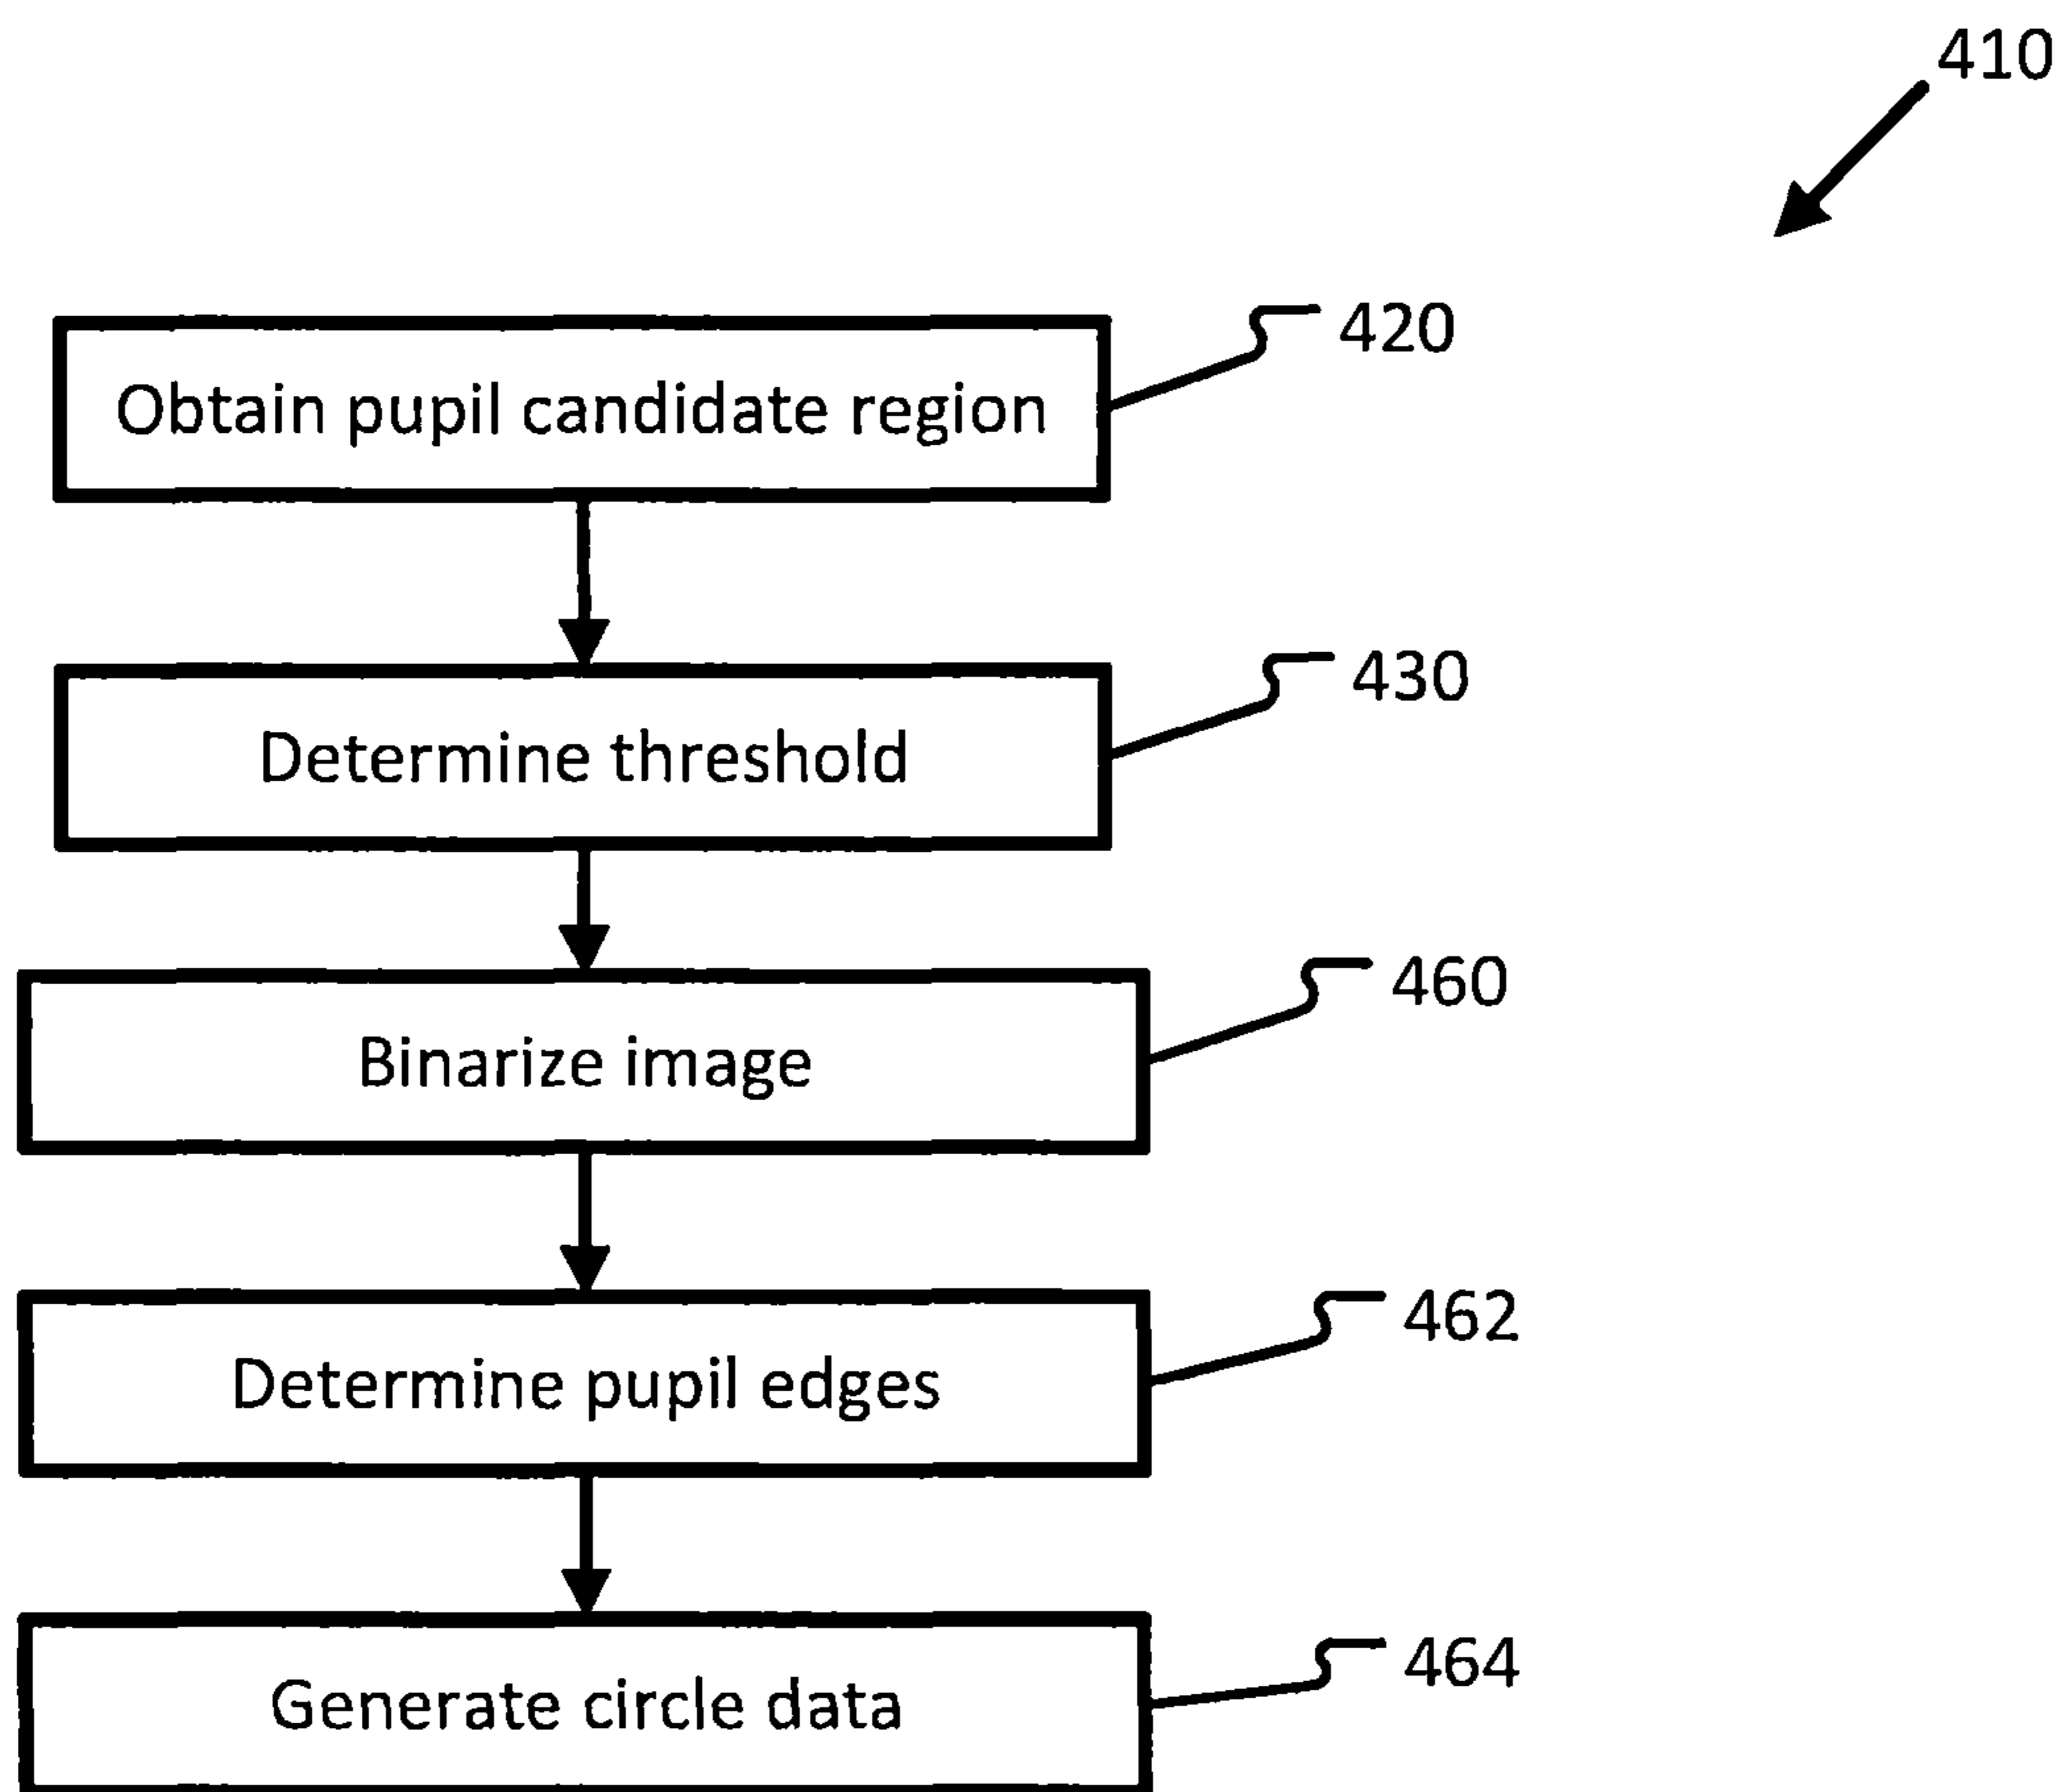 410
Obtain pupil candidate region
420
Determine threshold
430
Binarize image
460
Determine pupil edges
462
Generate circle data
464